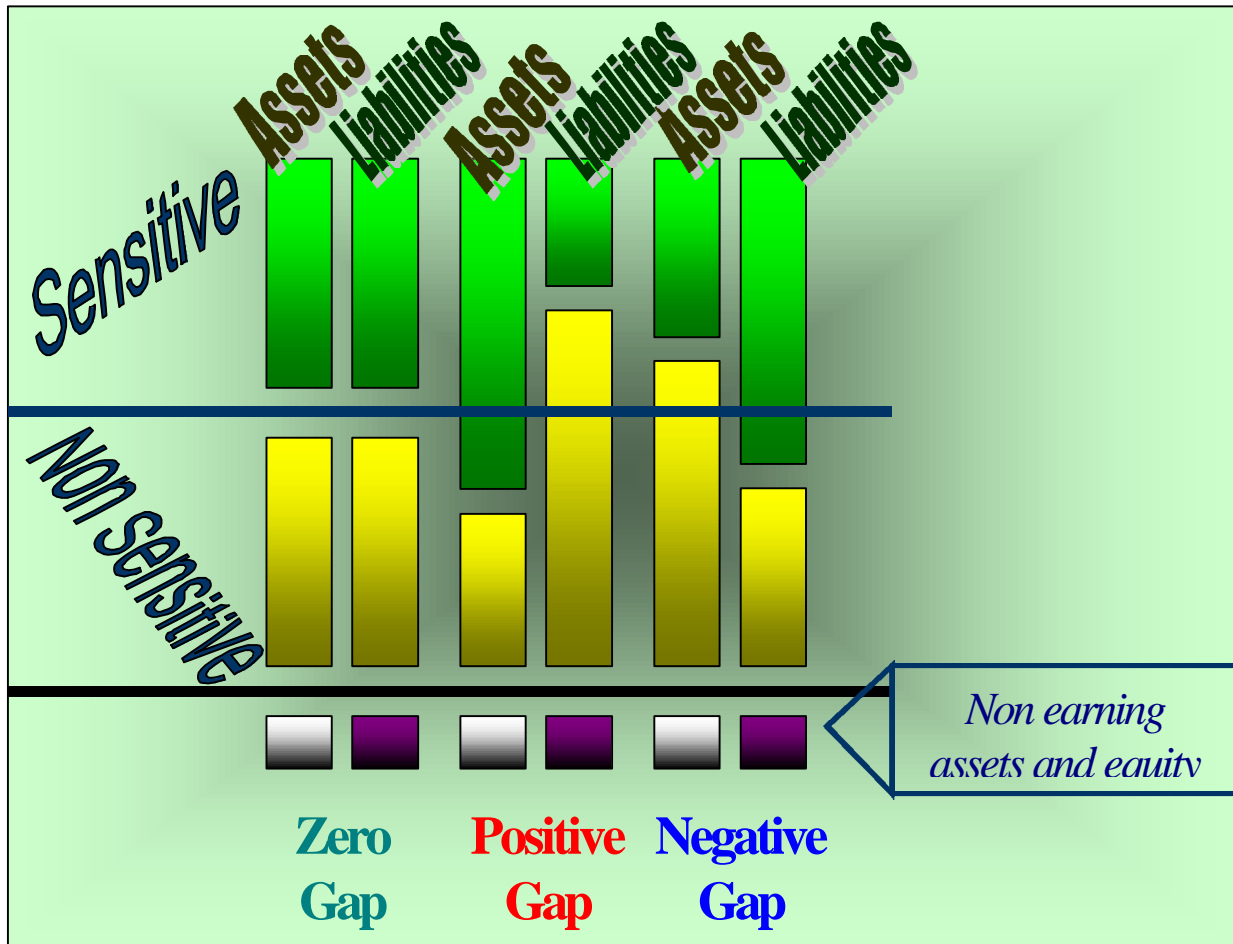 Assets
Liabilities
Assets
Liabilities
Assets
Liabilities
Sensitive
Non sensitive
Non earning
assets and equity
Zero
Gap
Positive
Gap
Negative
Gap